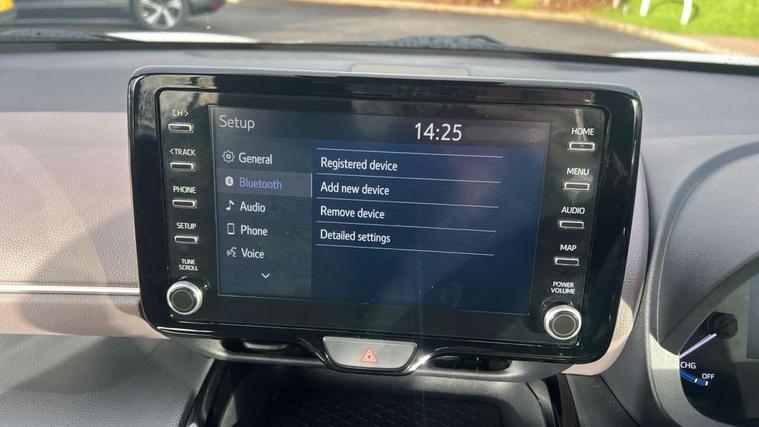 Setup
14:25
General
Bluetooth
Audio
Phone
Voice
Registered device
Add new device
Remove device
Detailed settings
CH>
<TRACK
PHONE
SETUP
TUNE
SCROLL
HOME
MENU
AUDIO
MAP
POWER
VOLUME
CHG
OFF